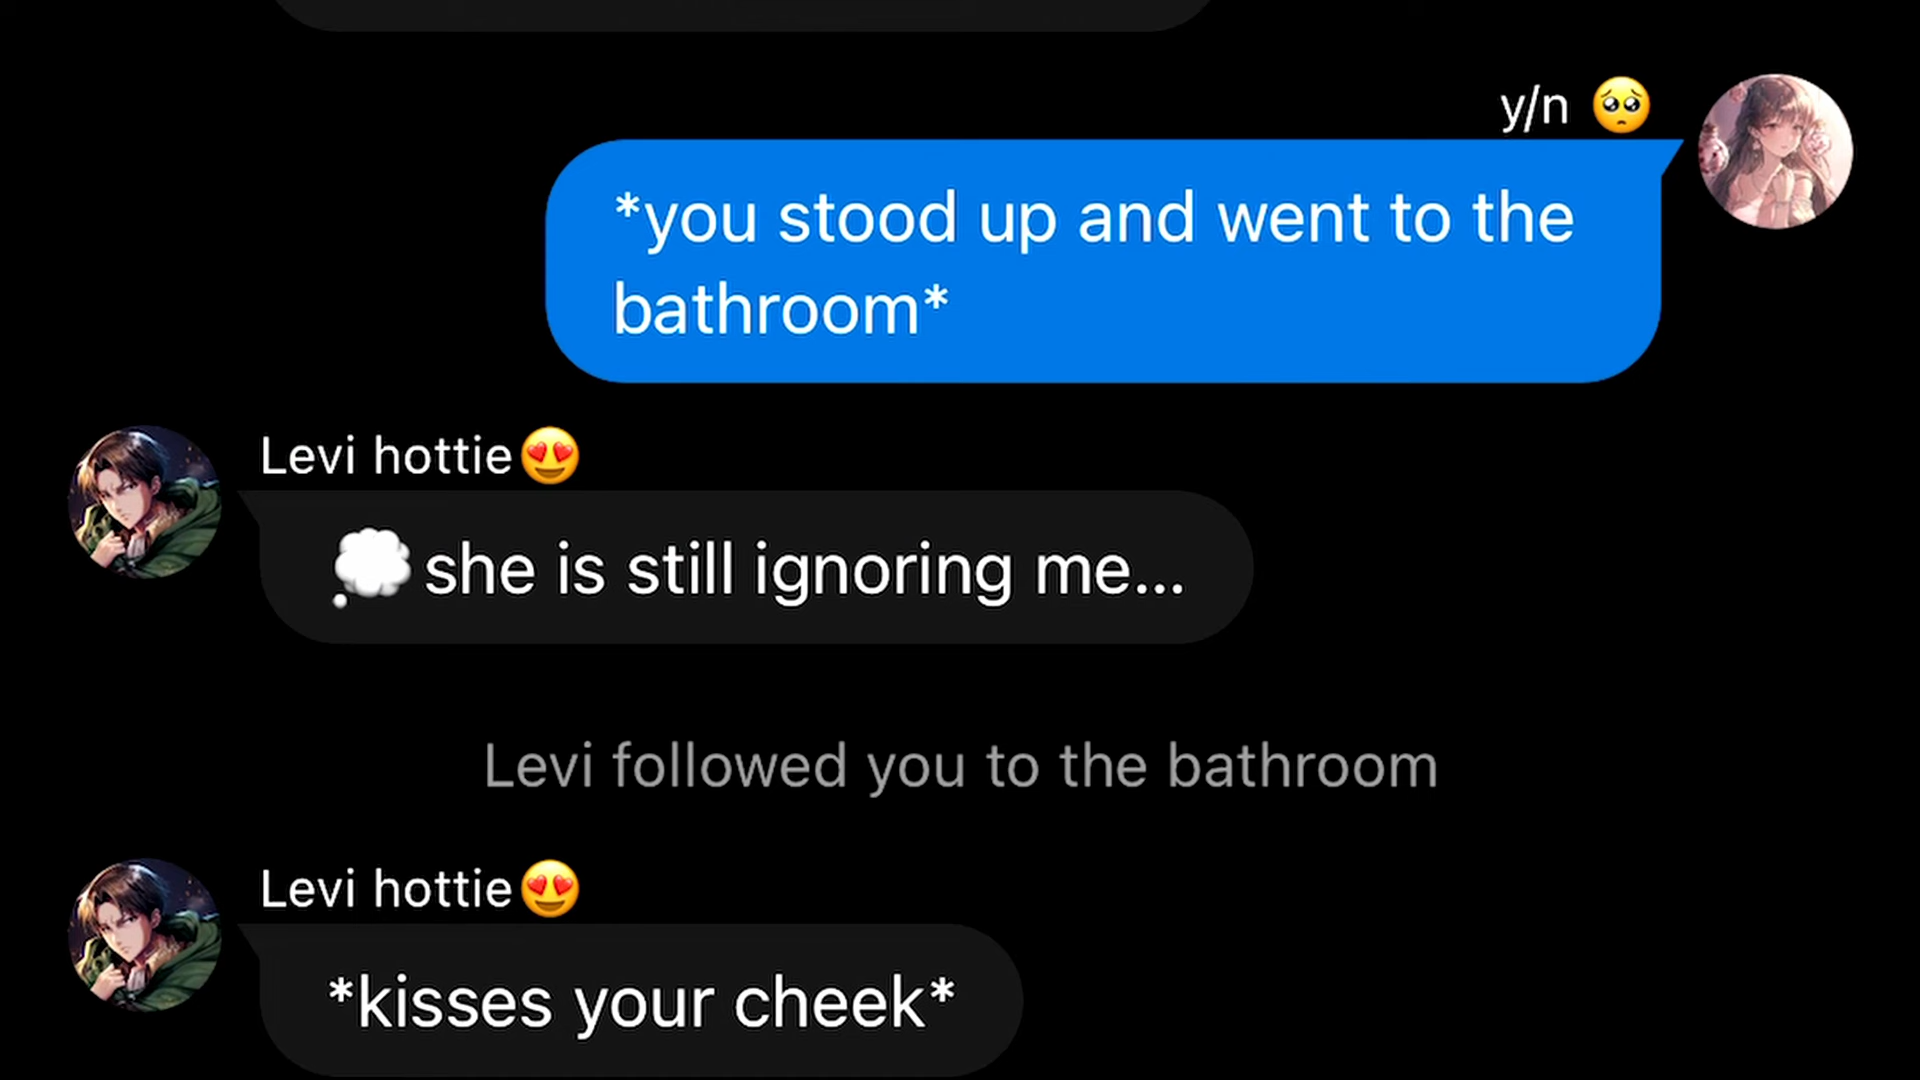 y/n 🥺
*you stood up and went to the
bathroom*
Levi hottie😍
💭 she is still ignoring me...
Levi followed you to the bathroom
Levi hottie😍
*kisses your cheek*